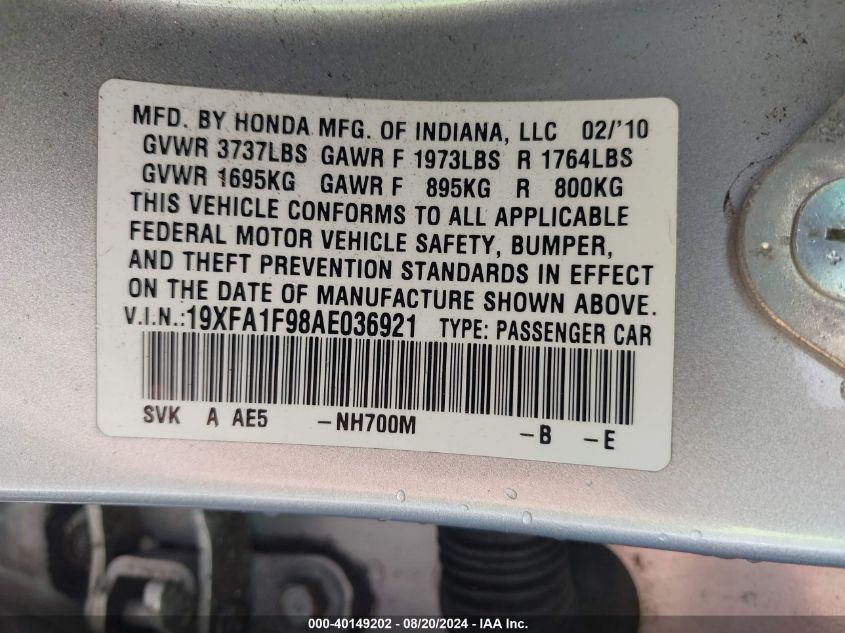 MFD. BY HONDA MFG. OF INDIANA, LLC 02/'10
GVWR 3737LBS GAWR F 1973LBS R 1764LBS
GVWR 1695KG GAWR F 895KG R 800KG
THIS VEHICLE CONFORMS TO ALL APPLICABLE
FEDERAL MOTOR VEHICLE SAFETY, BUMPER,
AND THEFT PREVENTION STANDARDS IN EFFECT
ON THE DATE OF MANUFACTURE SHOWN ABOVE.
V.I.N.:19XFA1F98AE036921 TYPE: PASSENGER CAR
SVK A AE5 -NH700M -B -E
000-40149202 - 08/20/2024 - IAA Inc.